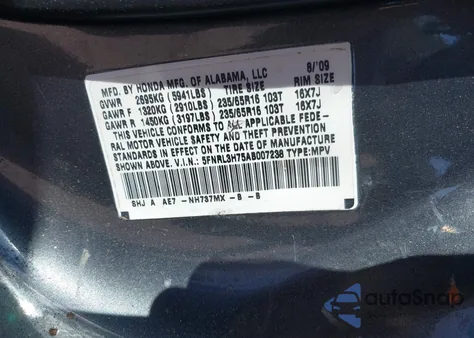 MFD. BY HONDA MFG. OF ALABAMA, LLC 8/'09
GVWR 2695KG (5941LBS) TIRE SIZE RIM SIZE
GAWR F 1320KG (2910LBS) 235/65R16 103T 16X7J
GAWR R 1450KG (3197LBS) 235/65R16 103T 16X7J
THIS VEHICLE CONFORMS TO ALL APPLICABLE FEDE-
RAL MOTOR VEHICLE SAFETY AND THEFT PREVENTION
STANDARDS IN EFFECT ON THE DATE OF MANUFACTURE
SHOWN ABOVE. V.I.N.: 5FNRL3H75AB007238 TYPE:MPV
SHJ A AE7 -NH737MX -B -B
autoSnap